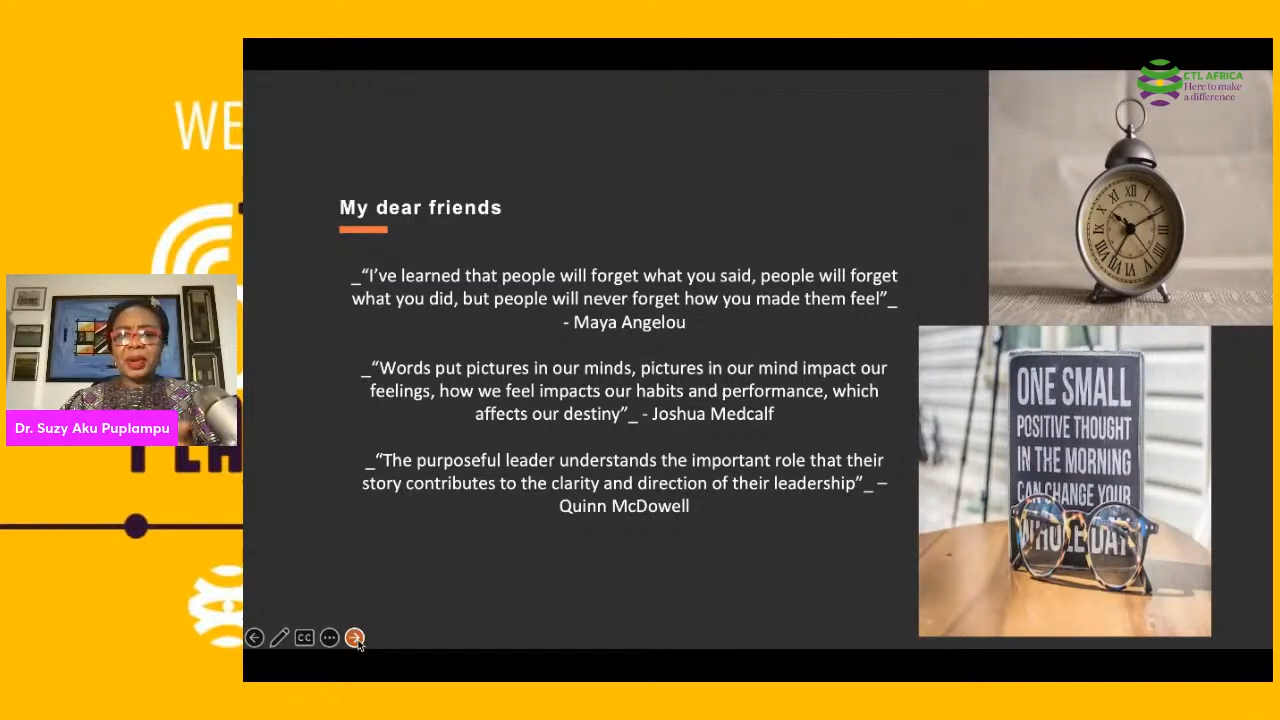 WE
CTL AFRICA
Here to make
a difference
My dear friends
_“I’ve learned that people will forget what you said, people will forget
what you did, but people will never forget how you made them feel”_
- Maya Angelou
_“Words put pictures in our minds, pictures in our mind impact our
feelings, how we feel impacts our habits and performance, which
affects our destiny”_ - Joshua Medcalf
_“The purposeful leader understands the important role that their
story contributes to the clarity and direction of their leadership”_ –
Quinn McDowell
ONE SMALL
POSITIVE THOUGHT
IN THE MORNING
CAN CHANGE YOUR
WHOLE DAY
Dr. Suzy Aku Puplampu
CC